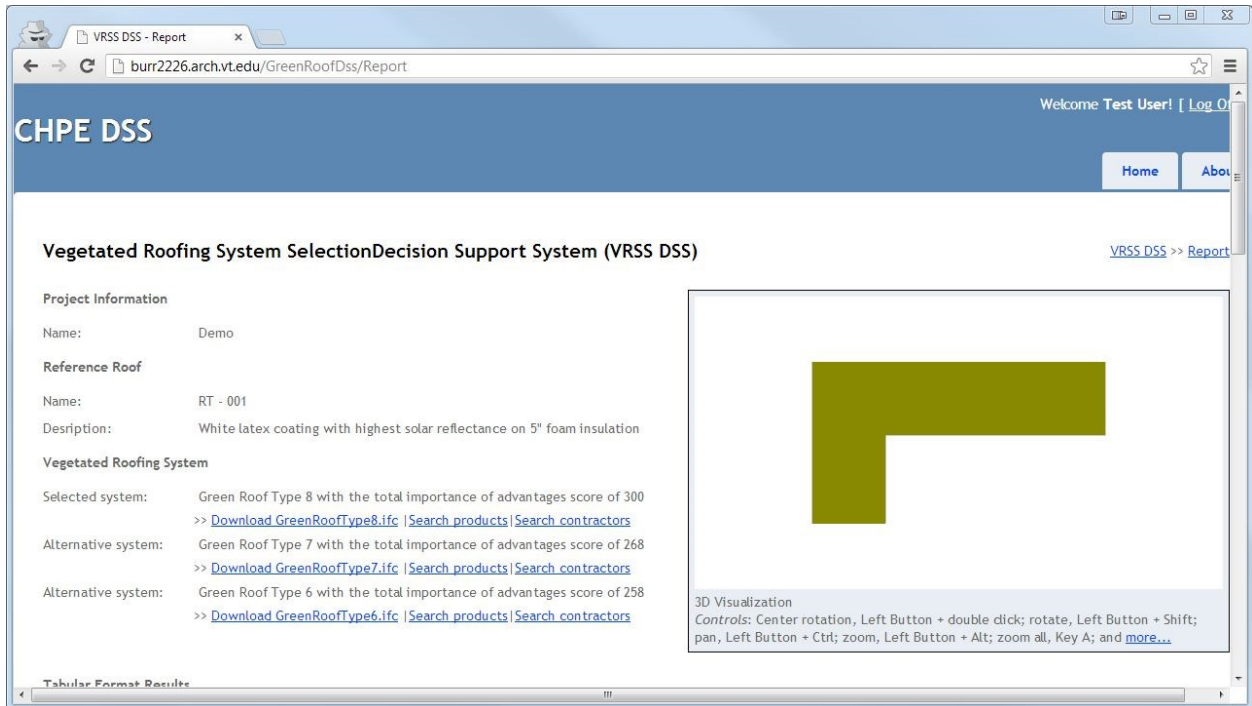 VRSS DSS - Report
burr2226.arch.vt.edu/GreenRoofDss/Report
Welcome Test User! [ Log Of
CHPE DSS
Home Abou
Vegetated Roofing System SelectionDecision Support System (VRSS DSS)
VRSS DSS >> Report
Project Information
Name: Demo
Reference Roof
Name: RT - 001
Desription: White latex coating with highest solar reflectance on 5" foam insulation
Vegetated Roofing System
Selected system: Green Roof Type 8 with the total importance of advantages score of 300
>> Download GreenRoofType8.ifc |Search products|Search contractors
Alternative system: Green Roof Type 7 with the total importance of advantages score of 268
>> Download GreenRoofType7.ifc |Search products|Search contractors
Alternative system: Green Roof Type 6 with the total importance of advantages score of 258
>> Download GreenRoofType6.ifc |Search products|Search contractors
3D Visualization
Controls: Center rotation, Left Button + double click; rotate, Left Button + Shift;
pan, Left Button + Ctrl; zoom, Left Button + Alt; zoom all, Key A; and more...
Tabular Format Results